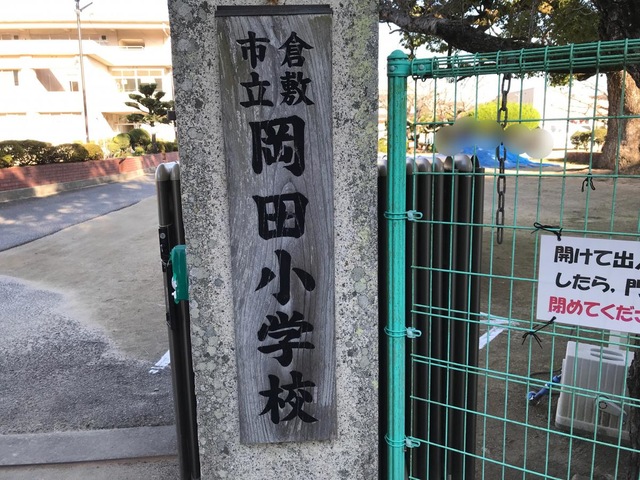 倉敷
市立
岡田小学校
開けて出入
したら、門
閉めてくださ